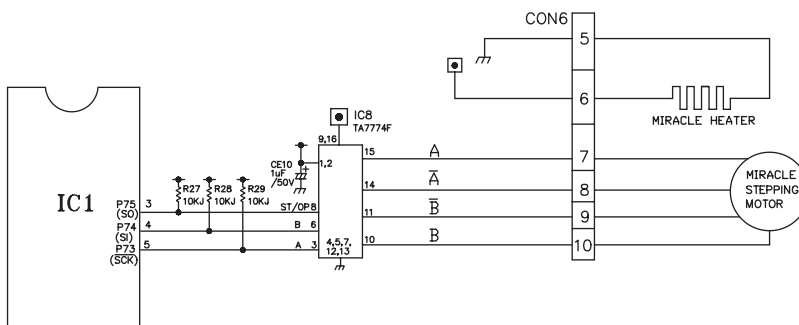 CON6
5
6
MIRACLE HEATER
IC8
TA7774F
9,16
1,2
CE10
1uF
/50V
+
15
A
7
14
A̅
8
11
B̅
9
10
B
10
MIRACLE
STEPPING
MOTOR
IC1
R27
10KJ
R28
10KJ
R29
10KJ
P75
(SO)
3
ST/OP 8
P74
(SI)
4
B 6
P73
(S̅C̅K̅)
5
A 3
4,5,7,
12,13